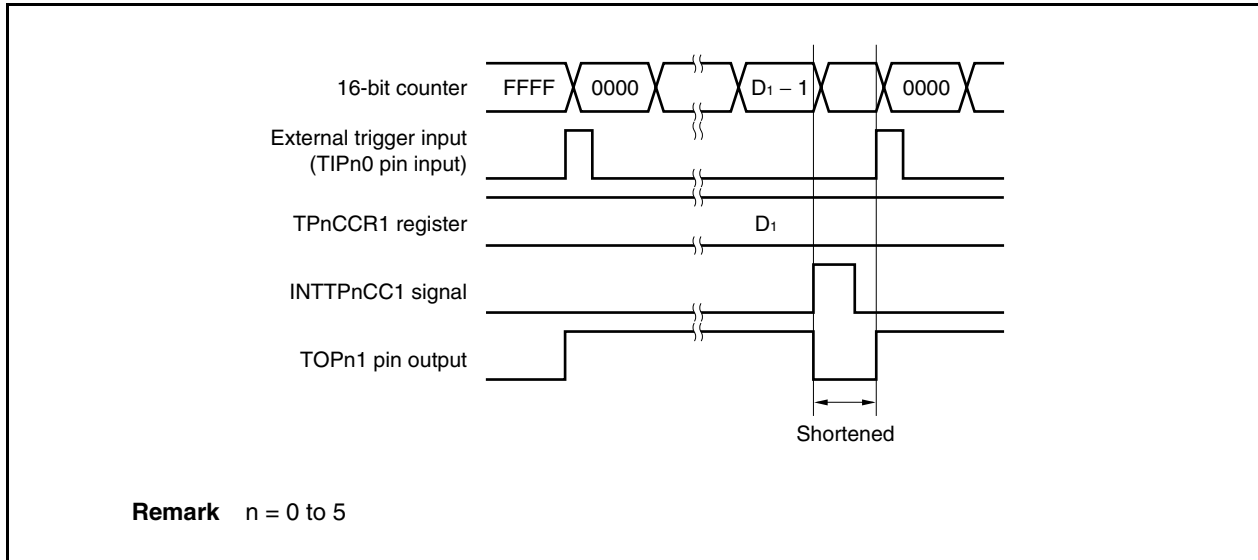 16-bit counter FFFF 0000 D₁ – 1 0000
External trigger input
(TIPn0 pin input)
TPnCCR1 register D₁
INTTPnCC1 signal
TOPn1 pin output
Shortened
Remark n = 0 to 5